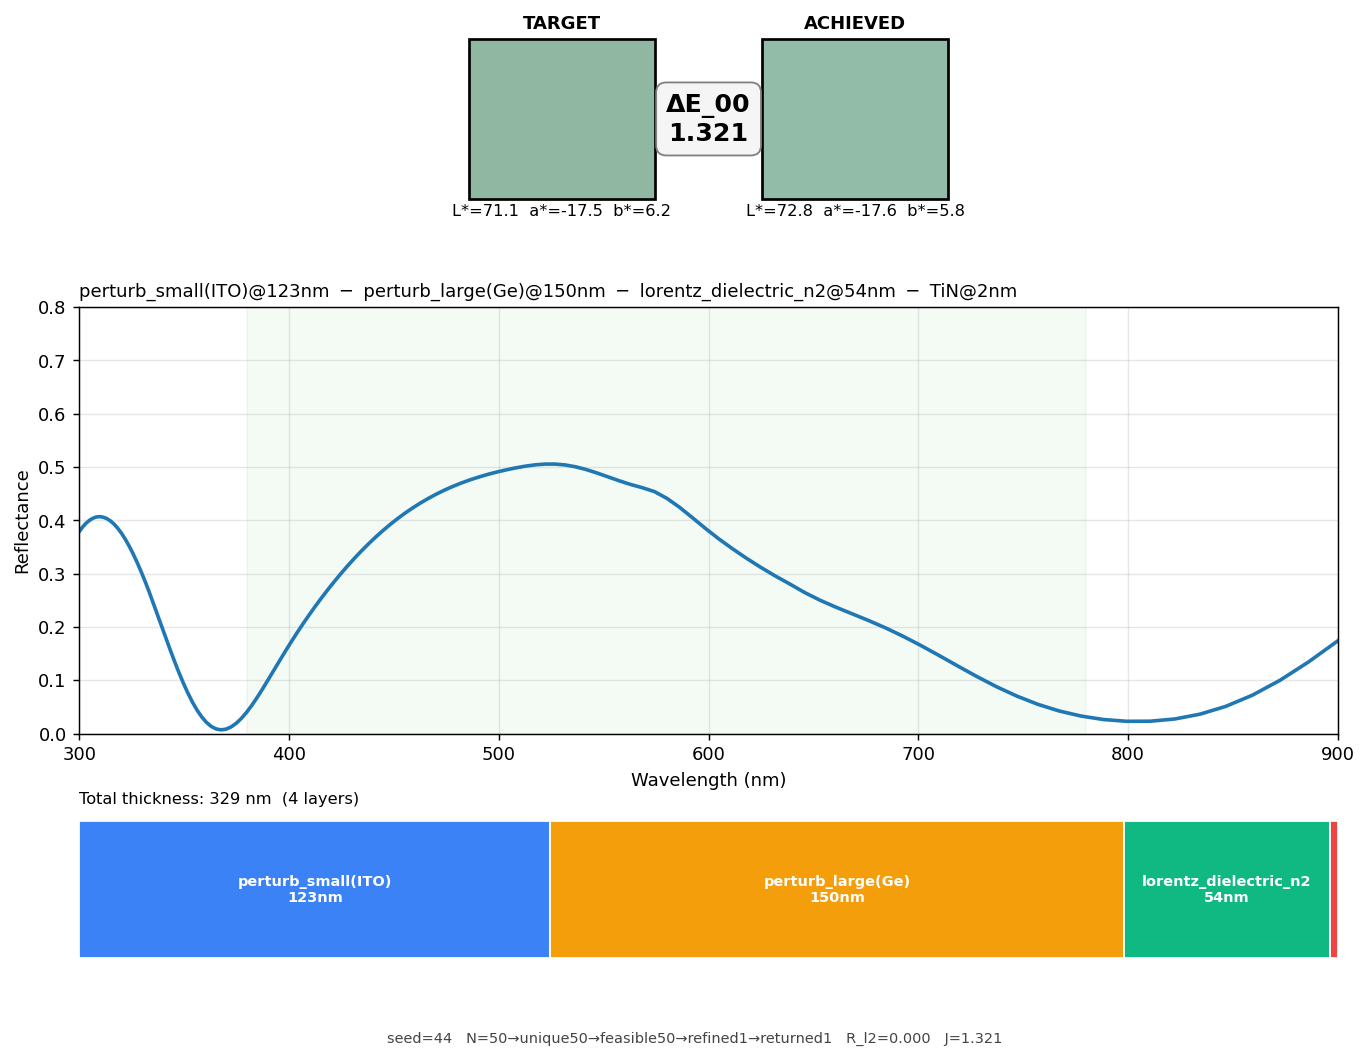 TARGET
ACHIEVED
ΔE_00
1.321
L*=71.1  a*=-17.5  b*=6.2
L*=72.8  a*=-17.6  b*=5.8
perturb_small(ITO)@123nm  −  perturb_large(Ge)@150nm  −  lorentz_dielectric_n2@54nm  −  TiN@2nm
0.8
0.7
0.6
0.5
0.4
0.3
0.2
0.1
0.0
Reflectance
300
400
500
600
700
800
900
Wavelength (nm)
Total thickness: 329 nm  (4 layers)
perturb_small(ITO)
123nm
perturb_large(Ge)
150nm
lorentz_dielectric_n2
54nm
seed=44   N=50→unique50→feasible50→refined1→returned1   R_l2=0.000   J=1.321